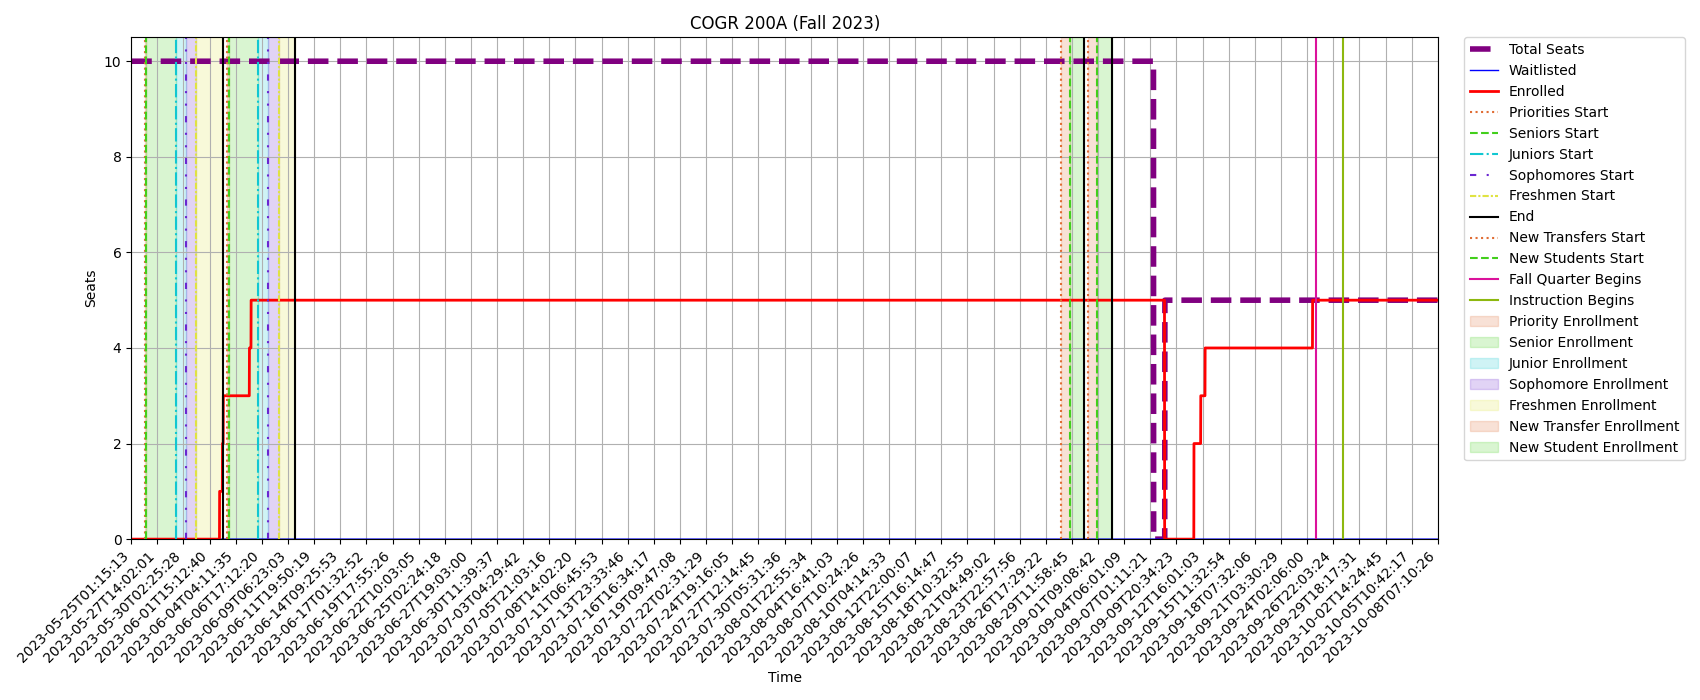 COGR 200A (Fall 2023)
10
8
6
4
2
0
Seats
2023-05-25T01:15:13
2023-05-27T14:02:01
2023-05-30T02:25:28
2023-06-01T15:12:40
2023-06-04T04:11:35
2023-06-06T17:12:20
2023-06-09T06:23:03
2023-06-11T19:50:19
2023-06-14T09:25:53
2023-06-17T01:32:52
2023-06-19T17:55:26
2023-06-22T10:03:05
2023-06-25T02:24:18
2023-06-27T19:03:00
2023-06-30T11:39:37
2023-07-03T04:29:42
2023-07-05T21:03:16
2023-07-08T14:02:20
2023-07-11T06:45:53
2023-07-13T23:33:46
2023-07-16T16:34:17
2023-07-19T09:47:08
2023-07-22T02:31:29
2023-07-24T19:16:05
2023-07-27T12:14:45
2023-07-30T05:31:36
2023-08-01T22:55:34
2023-08-04T16:41:03
2023-08-07T10:24:26
2023-08-10T04:14:33
2023-08-12T22:00:07
2023-08-15T16:14:47
2023-08-18T10:32:55
2023-08-21T04:49:02
2023-08-23T22:57:56
2023-08-26T17:29:22
2023-08-29T11:58:45
2023-09-01T09:08:42
2023-09-04T06:01:09
2023-09-07T01:11:21
2023-09-09T20:34:23
2023-09-12T16:01:03
2023-09-15T11:32:54
2023-09-18T07:32:06
2023-09-21T03:30:29
2023-09-24T02:06:00
2023-09-26T22:03:24
2023-09-29T18:17:31
2023-10-02T14:24:45
2023-10-05T10:42:17
2023-10-08T07:10:26
Time
Total Seats
Waitlisted
Enrolled
Priorities Start
Seniors Start
Juniors Start
Sophomores Start
Freshmen Start
End
New Transfers Start
New Students Start
Fall Quarter Begins
Instruction Begins
Priority Enrollment
Senior Enrollment
Junior Enrollment
Sophomore Enrollment
Freshmen Enrollment
New Transfer Enrollment
New Student Enrollment